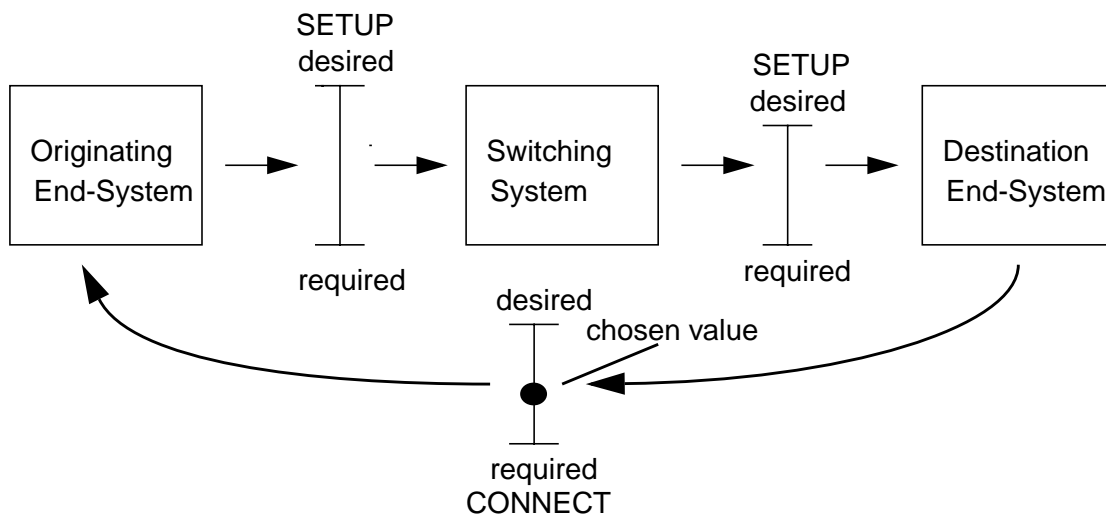 SETUP
desired
SETUP
desired
Originating
End-System
Switching
System
Destination
End-System
required
required
desired
chosen value
required
CONNECT